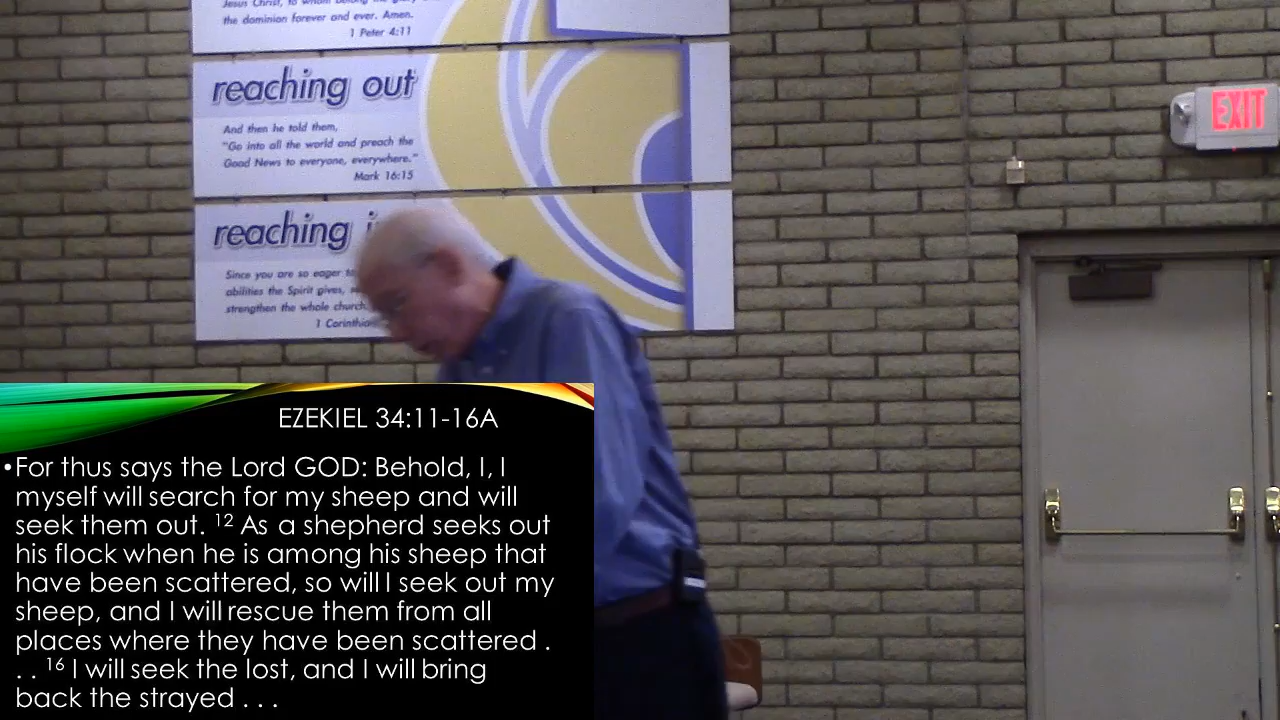 Jesus Christ, to whom belong the glory
the dominion forever and ever. Amen.
1 Peter 4:11
reaching out
And then he told them,
"Go into all the world and preach the
Good News to everyone, everywhere."
Mark 16:15
reaching
Since you are so eager to
abilities the Spirit gives,
strengthen the whole church
1 Corinthia
EXIT
EZEKIEL 34:11-16A
•For thus says the Lord GOD: Behold, I, I
myself will search for my sheep and will
seek them out. ¹² As a shepherd seeks out
his flock when he is among his sheep that
have been scattered, so will I seek out my
sheep, and I will rescue them from all
places where they have been scattered .
. . ¹⁶ I will seek the lost, and I will bring
back the strayed . . .